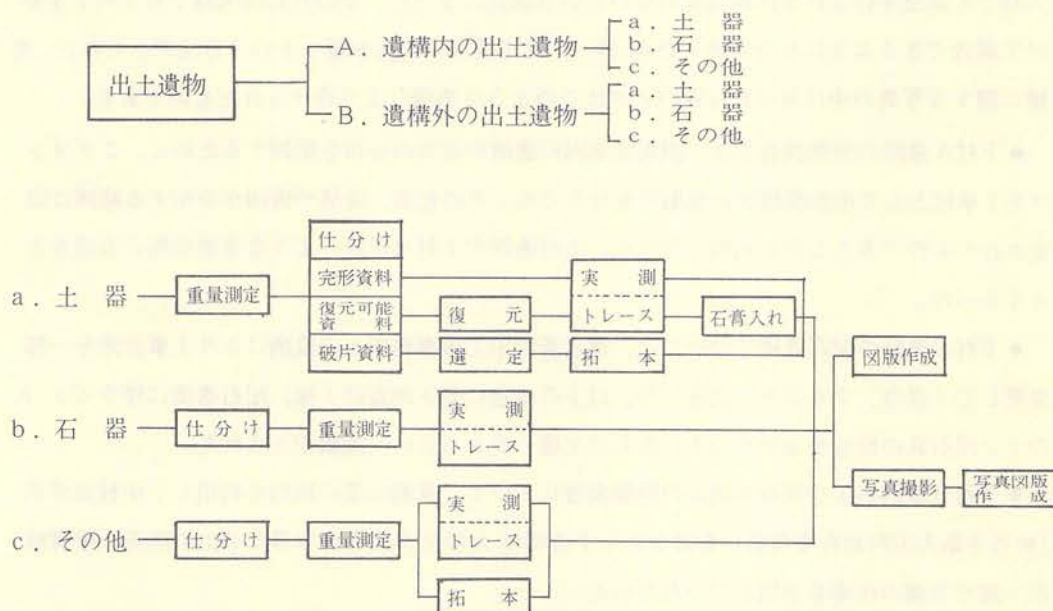 出土遺物
A．遺構内の出土遺物
a．土　器
b．石　器
c．その他
B．遺構外の出土遺物
a．土　器
b．石　器
c．その他
a．土　器
重量測定
仕分け
完形資料
復元可能
資　料
破片資料
復　元
選　定
実　測
トレース
拓　本
石膏入れ
b．石　器
仕分け
重量測定
実　測
トレース
c．その他
仕分け
重量測定
実　測
トレース
拓　本
図版作成
写真撮影
写真図版
作　成